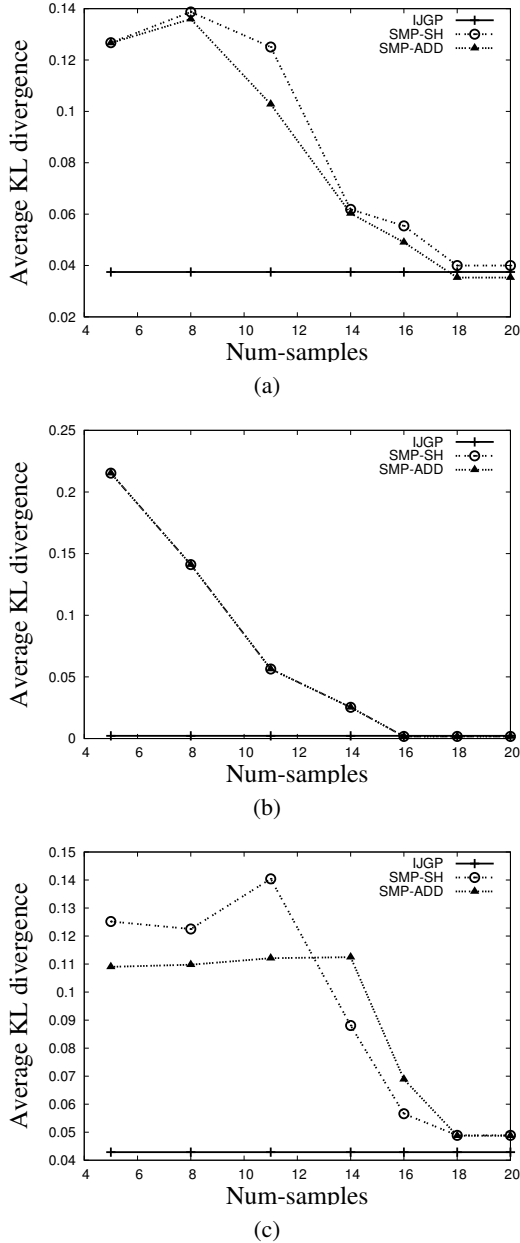 0.14
0.12
0.1
0.08
0.06
0.04
0.02
Average KL divergence
IJGP
SMP-SH
SMP-ADD
4 6 8 10 12 14 16 18 20
Num-samples
(a)
0.25
0.2
0.15
0.1
0.05
0
Average KL divergence
IJGP
SMP-SH
SMP-ADD
4 6 8 10 12 14 16 18 20
Num-samples
(b)
0.15
0.14
0.13
0.12
0.11
0.1
0.09
0.08
0.07
0.06
0.05
0.04
Average KL divergence
IJGP
SMP-SH
SMP-ADD
4 6 8 10 12 14 16 18 20
Num-samples
(c)